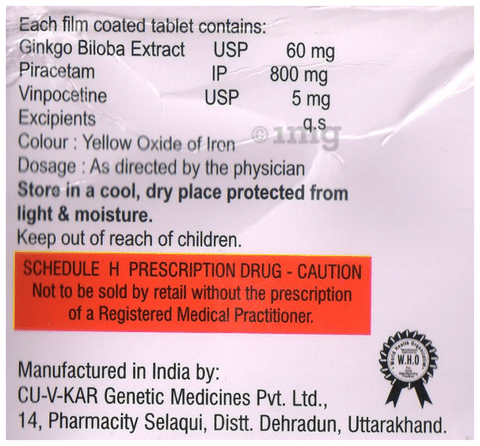 Each film coated tablet contains:
Ginkgo Biloba Extract USP 60 mg
Piracetam IP 800 mg
Vinpocetine USP 5 mg
Excipients q.s
©1mg
Colour : Yellow Oxide of Iron
Dosage : As directed by the physician
Store in a cool, dry place protected from
light & moisture.
Keep out of reach of children.
SCHEDULE H PRESCRIPTION DRUG - CAUTION
Not to be sold by retail without the prescription
of a Registered Medical Practitioner.
W.H.O
Manufactured in India by:
CU-V-KAR Genetic Medicines Pvt. Ltd.,
14, Pharmacity Selaqui, Distt. Dehradun, Uttarakhand.